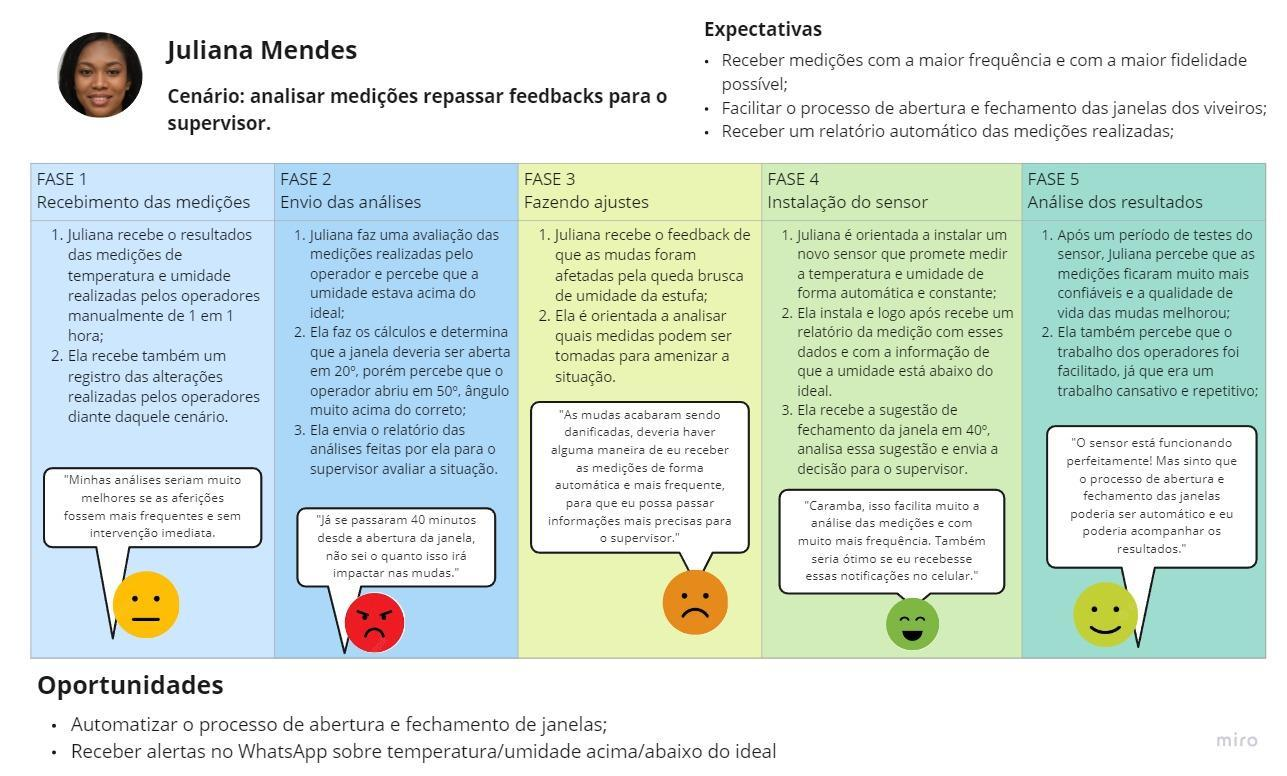 Juliana Mendes
Cenário: analisar medições repassar feedbacks para o
supervisor.
Expectativas
• Receber medições com a maior frequência e com a maior fidelidade
possível;
• Facilitar o processo de abertura e fechamento das janelas dos viveiros;
• Receber um relatório automático das medições realizadas;
FASE 1
Recebimento das medições
1. Juliana recebe o resultados
das medições de
temperatura e umidade
realizadas pelos operadores
manualmente de 1 em 1
hora;
2. Ela recebe também um
registro das alterações
realizadas pelos operadores
diante daquele cenário.
"Minhas análises seriam muito
melhores se as aferições
fossem mais frequentes e sem
intervenção imediata.
FASE 2
Envio das análises
1. Juliana faz uma avaliação das
medições realizadas pelo
operador e percebe que a
umidade estava acima do
ideal;
2. Ela faz os cálculos e determina
que a janela deveria ser aberta
em 20º, porém percebe que o
operador abriu em 50º, ângulo
muito acima do correto;
3. Ela envia o relatório das
análises feitas por ela para o
supervisor avaliar a situação.
"Já se passaram 40 minutos
desde a abertura da janela,
não sei o quanto isso irá
impactar nas mudas."
FASE 3
Fazendo ajustes
1. Juliana recebe o feedback de
que as mudas foram
afetadas pela queda brusca
de umidade da estufa;
2. Ela é orientada a analisar
quais medidas podem ser
tomadas para amenizar a
situação.
"As mudas acabaram sendo
danificadas, deveria haver
alguma maneira de eu receber
as medições de forma
automática e mais frequente,
para que eu possa passar
informações mais precisas para
o supervisor."
FASE 4
Instalação do sensor
1. Juliana é orientada a instalar um
novo sensor que promete medir
a temperatura e umidade de
forma automática e constante;
2. Ela instala e logo após recebe um
relatório da medição com esses
dados e com a informação de
que a umidade está abaixo do
ideal.
3. Ela recebe a sugestão de
fechamento da janela em 40º,
analisa essa sugestão e envia a
decisão para o supervisor.
"Caramba, isso facilita muito a
análise das medições e com
muito mais frequência. Também
seria ótimo se eu recebesse
essas notificações no celular."
FASE 5
Análise dos resultados
1. Após um período de testes do
sensor, Juliana percebe que as
medições ficaram muito mais
confiáveis e a qualidade de
vida das mudas melhorou;
2. Ela também percebe que o
trabalho dos operadores foi
facilitado, já que era um
trabalho cansativo e repetitivo;
"O sensor está funcionando
perfeitamente! Mas sinto que
o processo de abertura e
fechamento das janelas
poderia ser automático e eu
poderia acompanhar os
resultados."
Oportunidades
• Automatizar o processo de abertura e fechamento de janelas;
• Receber alertas no WhatsApp sobre temperatura/umidade acima/abaixo do ideal
miro